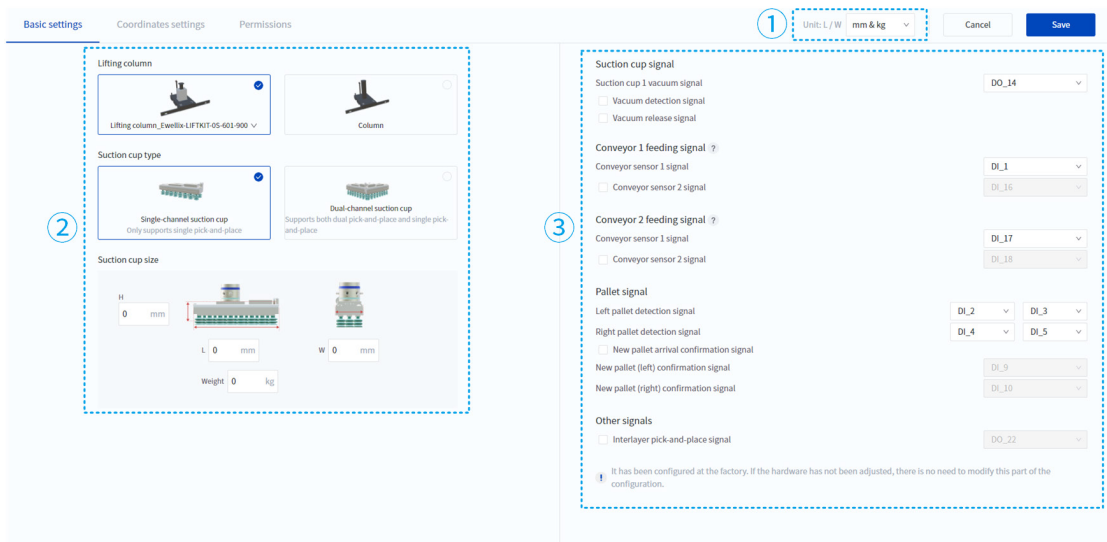 Basic settings Coordinates settings Permissions 1 Unit: L / W mm & kg Cancel Save
Lifting column
Lifting column_Ewellix-LIFTKIT-0S-601-900 Column
Suction cup type
Single-channel suction cup
Only supports single pick-and-place
Dual-channel suction cup
Supports both dual pick-and-place and single pick-
and-place
2
Suction cup size
H
0 mm
L 0 mm W 0 mm
Weight 0 kg
3
Suction cup signal
Suction cup 1 vacuum signal DO_14
Vacuum detection signal
Vacuum release signal
Conveyor 1 feeding signal ?
Conveyor sensor 1 signal DI_1
Conveyor sensor 2 signal DI_16
Conveyor 2 feeding signal ?
Conveyor sensor 1 signal DI_17
Conveyor sensor 2 signal DI_18
Pallet signal
Left pallet detection signal DI_2 DI_3
Right pallet detection signal DI_4 DI_5
New pallet arrival confirmation signal
New pallet (left) confirmation signal DI_9
New pallet (right) confirmation signal DI_10
Other signals
Interlayer pick-and-place signal DO_22
! It has been configured at the factory. If the hardware has not been adjusted, there is no need to modify this part of the
configuration.